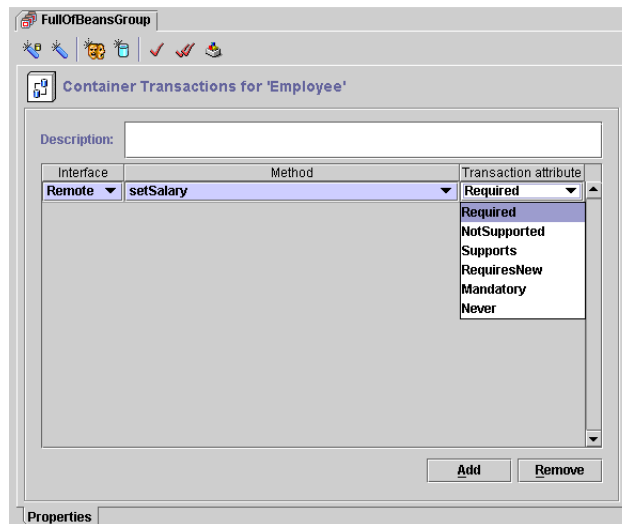 FullOfBeansGroup
Container Transactions for 'Employee'
Description:
Interface Method Transaction attribute
Remote setSalary Required
Required
NotSupported
Supports
RequiresNew
Mandatory
Never
Add Remove
Properties